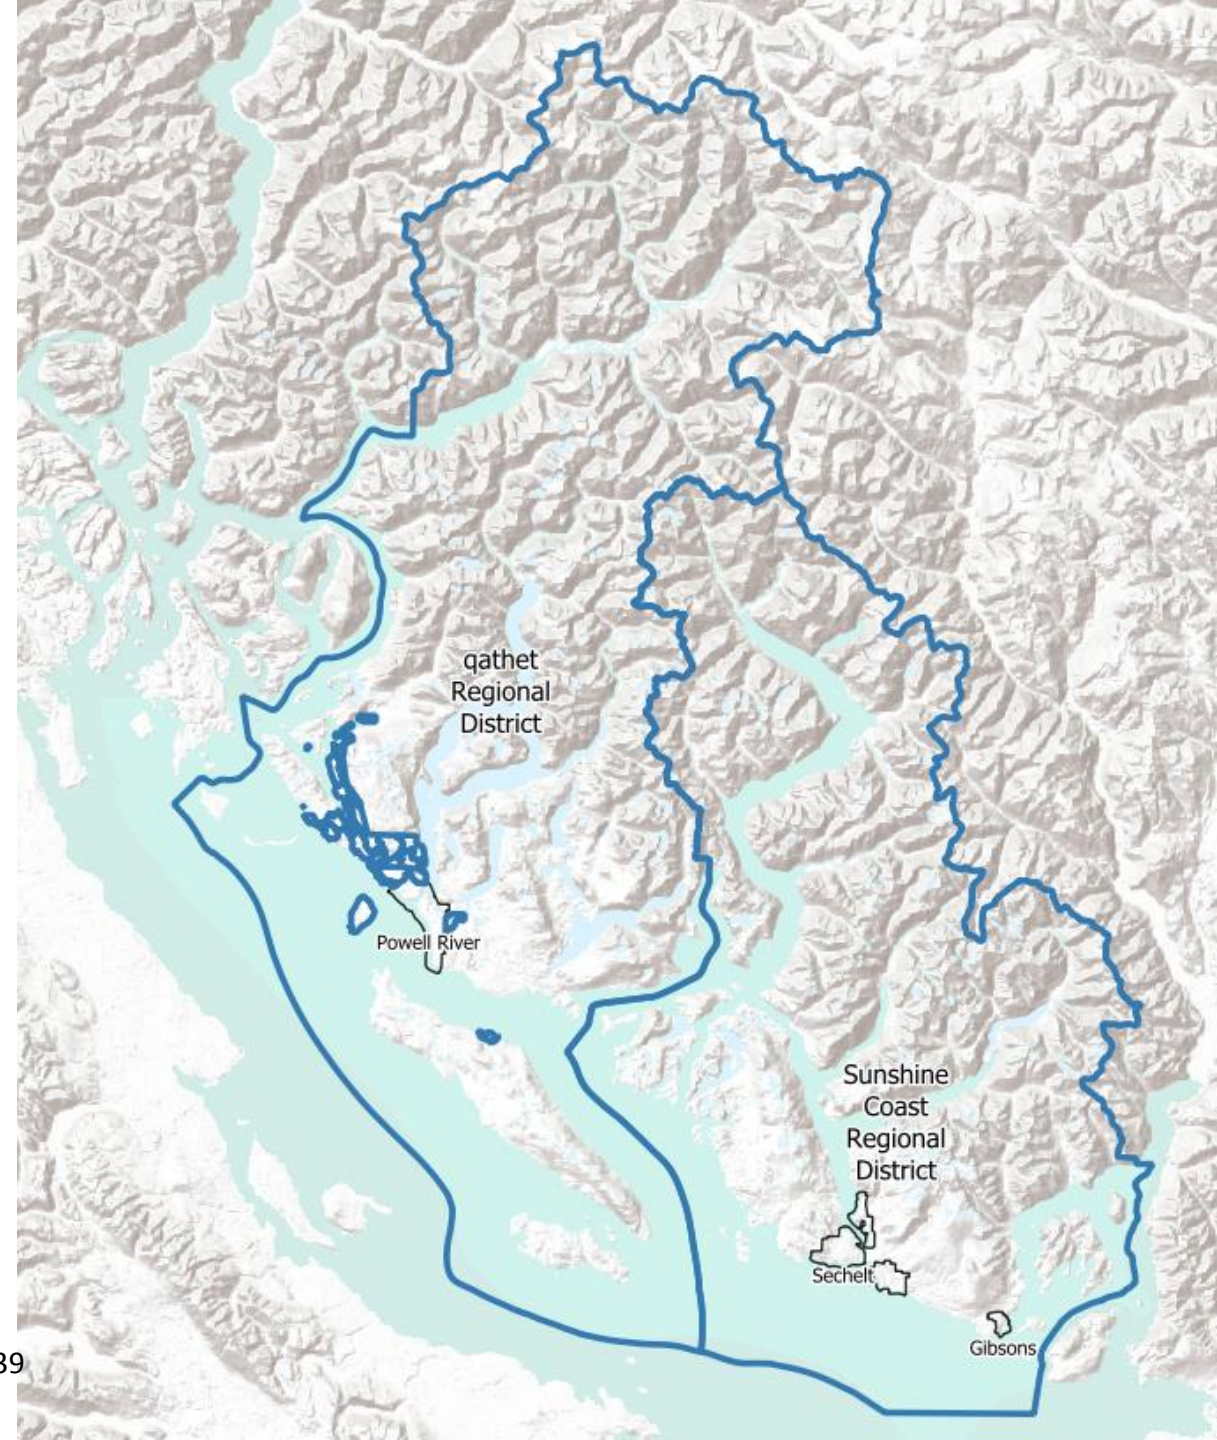 qathet
Regional
District
Powell River
Sunshine
Coast
Regional
District
Sechelt
Gibsons
39